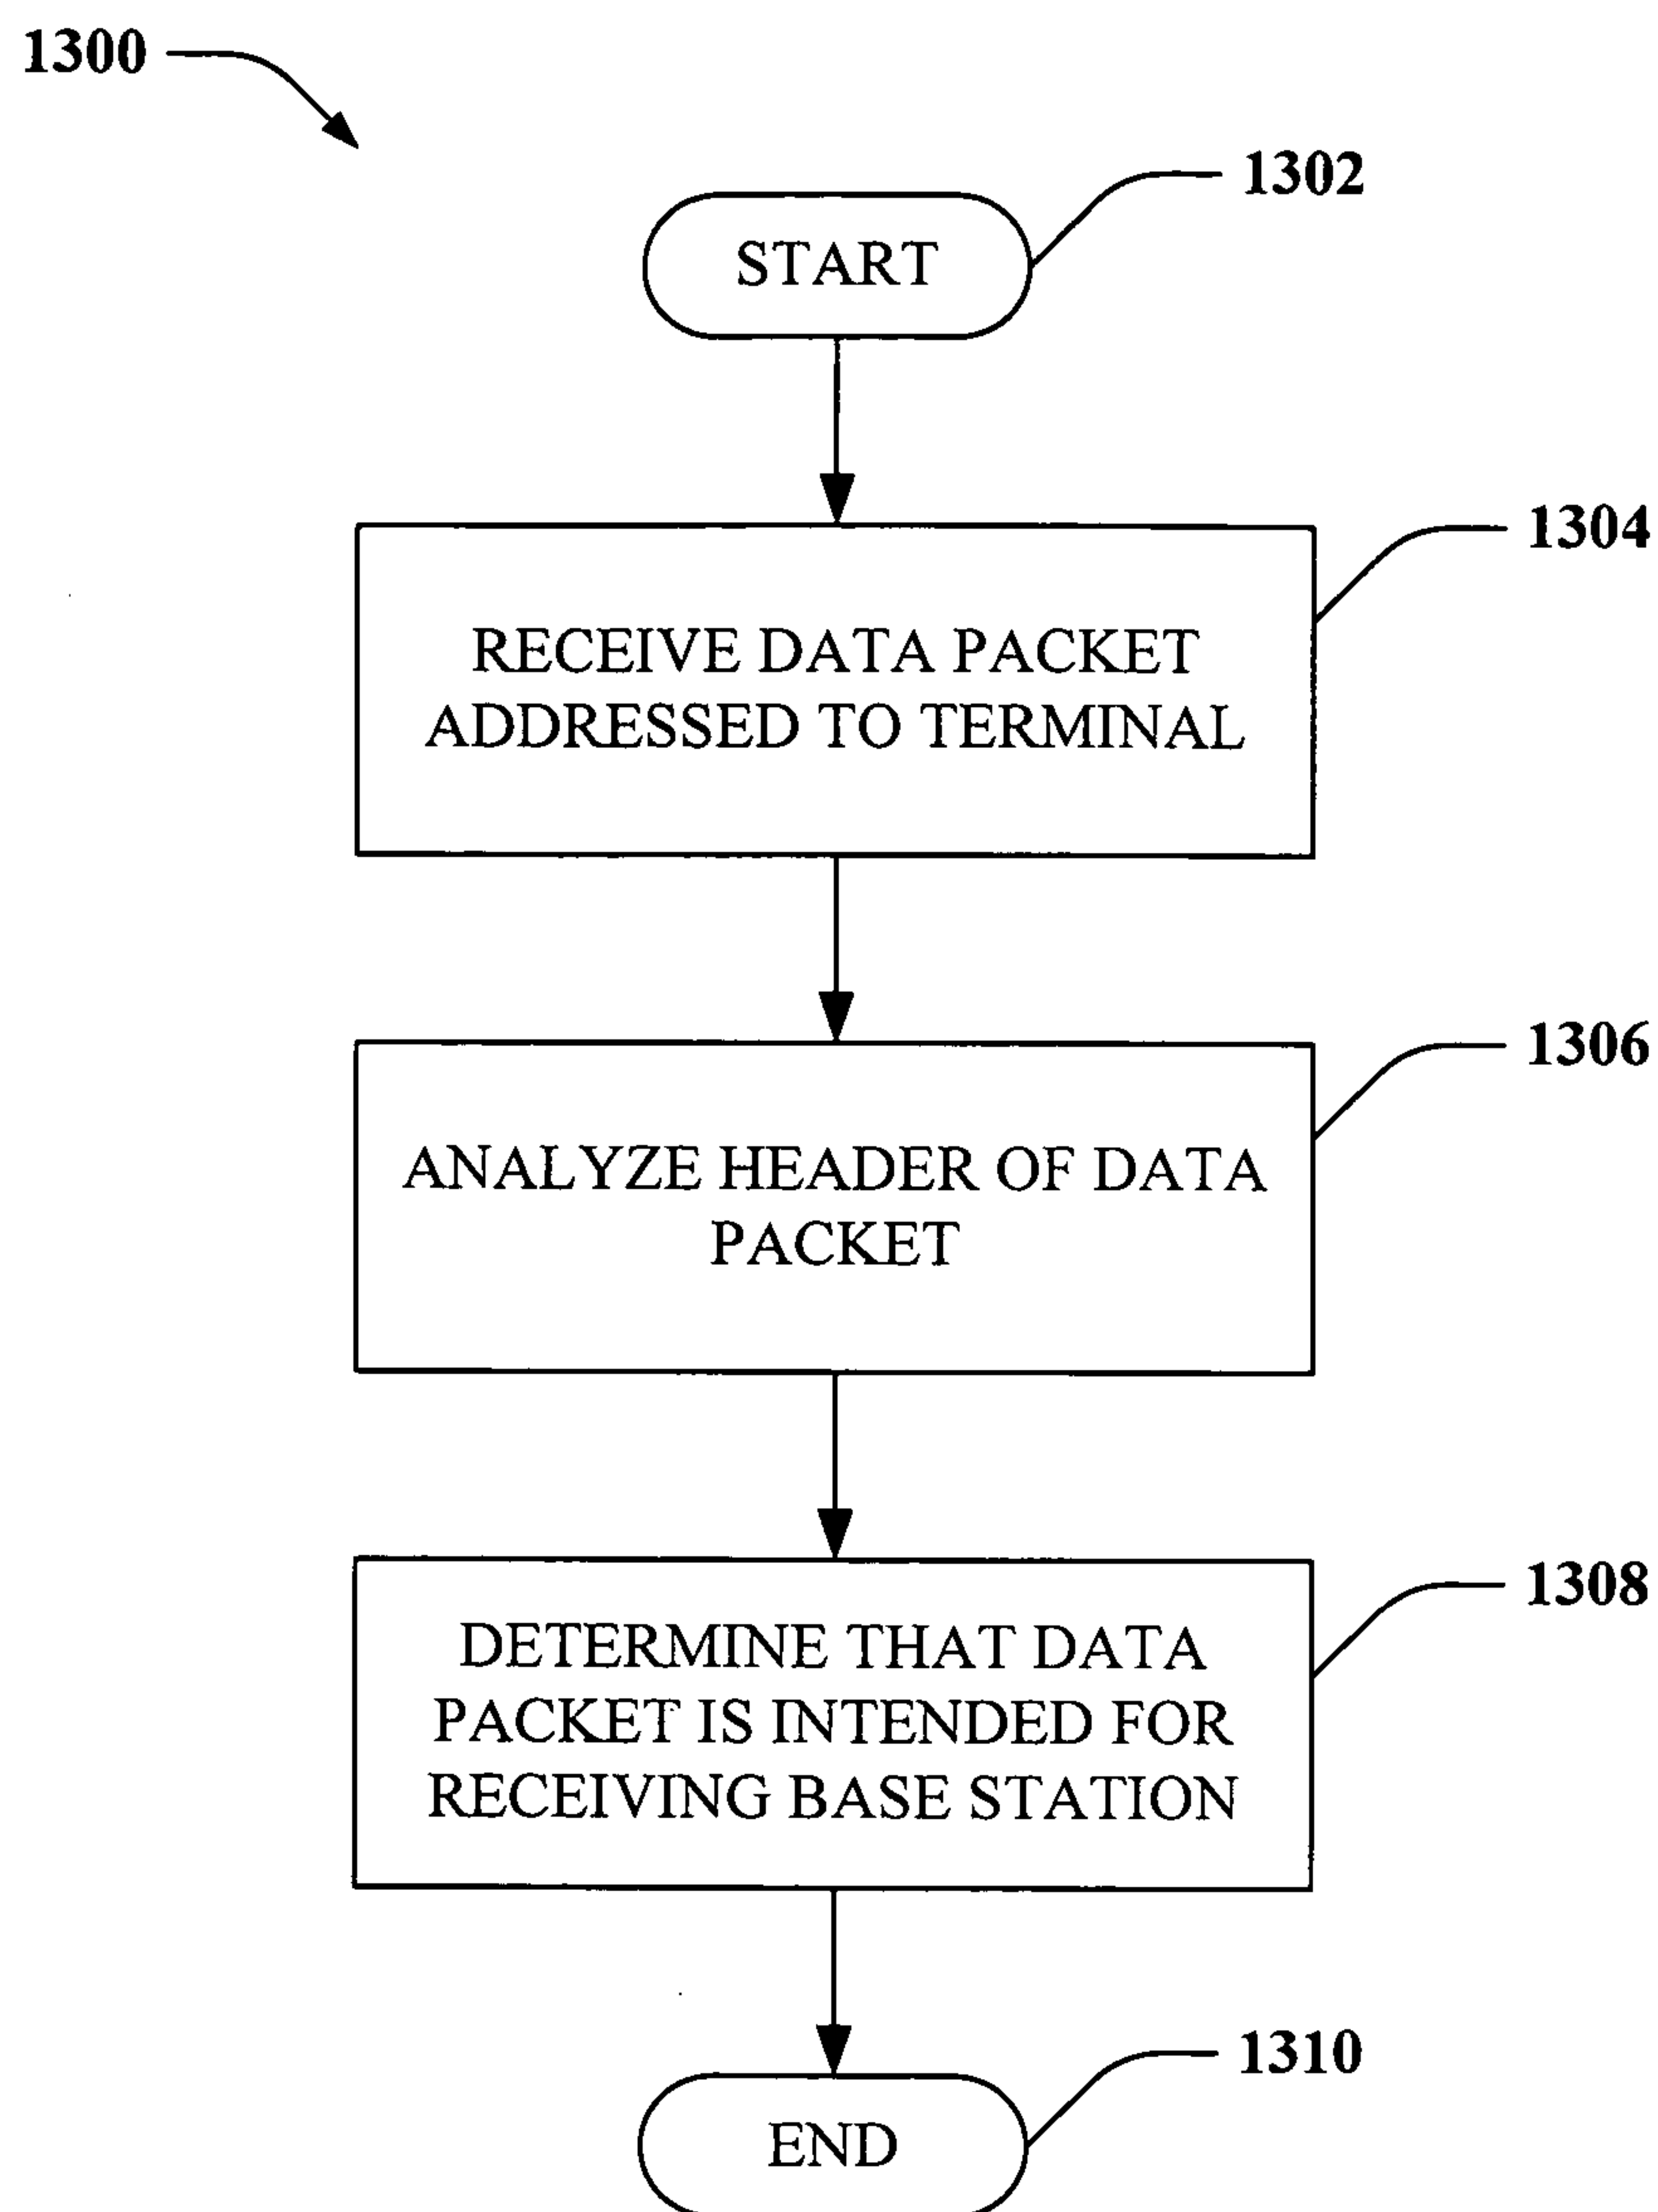 1300
1302
START
1304
RECEIVE DATA PACKET
ADDRESSED TO TERMINAL
1306
ANALYZE HEADER OF DATA
PACKET
1308
DETERMINE THAT DATA
PACKET IS INTENDED FOR
RECEIVING BASE STATION
1310
END